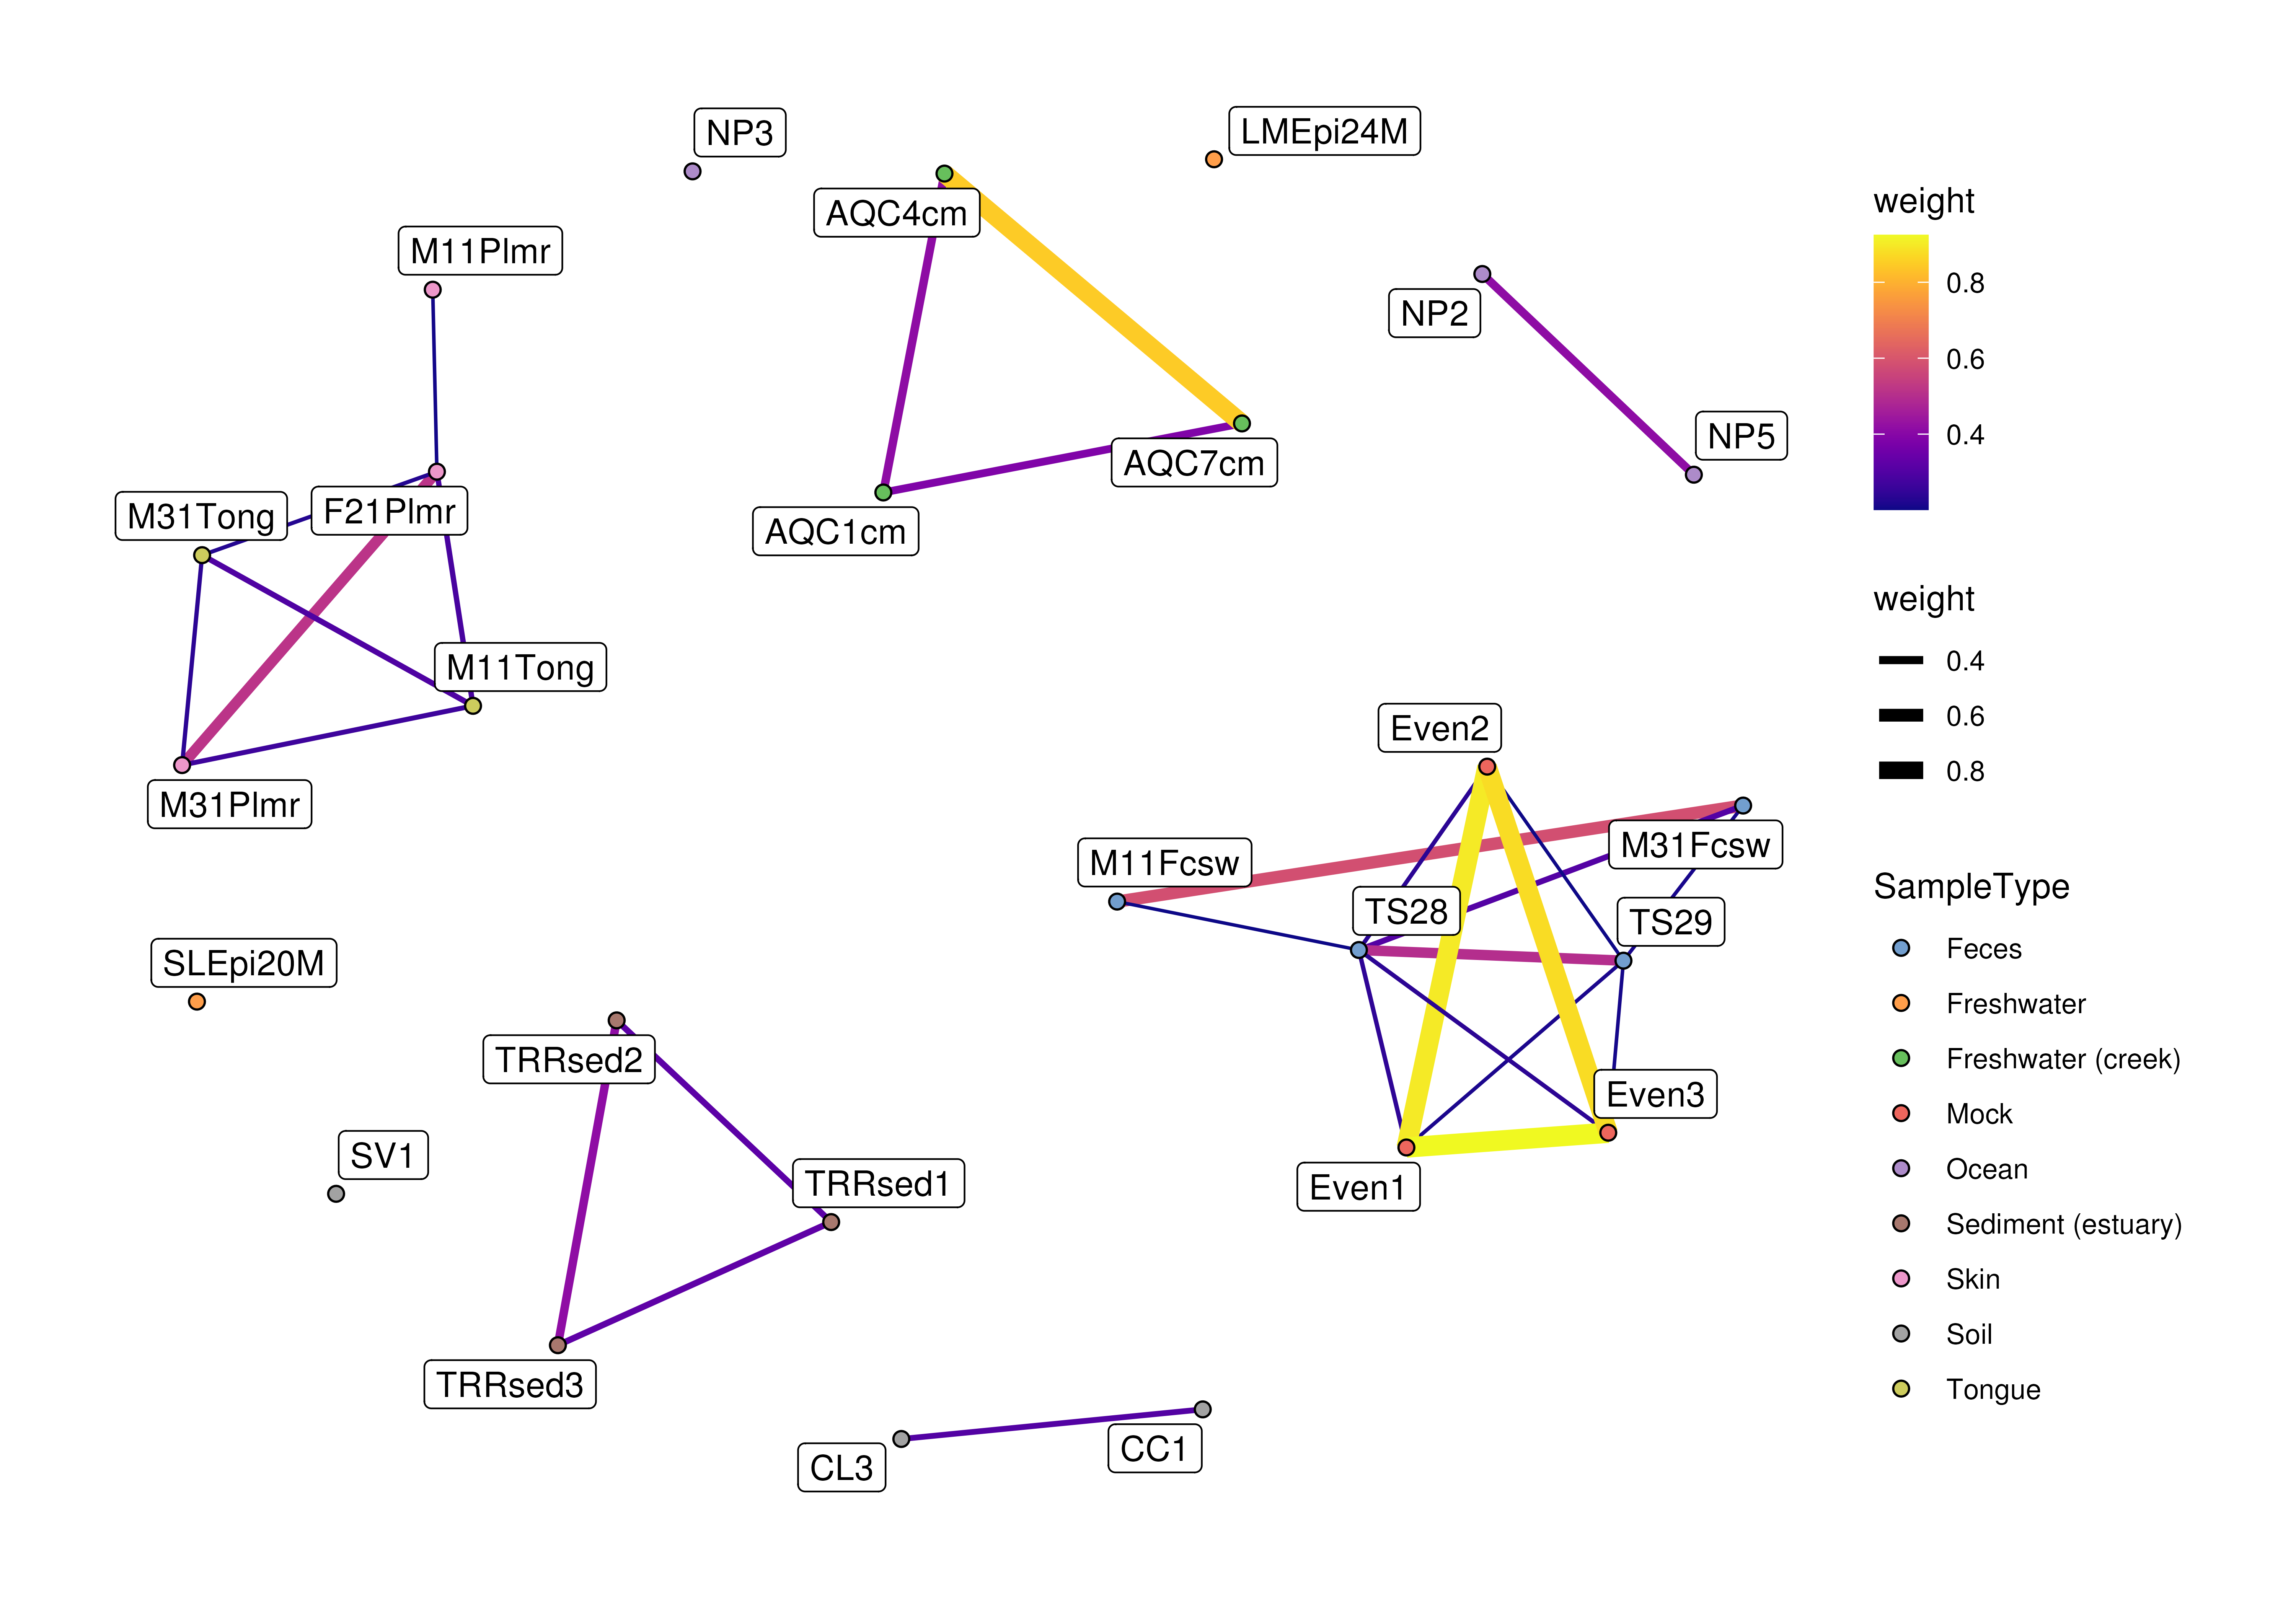 NP3
LMEpi24M
AQC4cm
M11Plmr
NP2
NP5
AQC7cm
M31Tong
F21Plmr
AQC1cm
M11Tong
M31Plmr
Even2
M31Fcsw
M11Fcsw
TS28
TS29
SLEpi20M
TRRsed2
Even3
SV1
TRRsed1
Even1
TRRsed3
CC1
CL3
weight
0.8
0.6
0.4
weight
0.4
0.6
0.8
SampleType
Feces
Freshwater
Freshwater (creek)
Mock
Ocean
Sediment (estuary)
Skin
Soil
Tongue